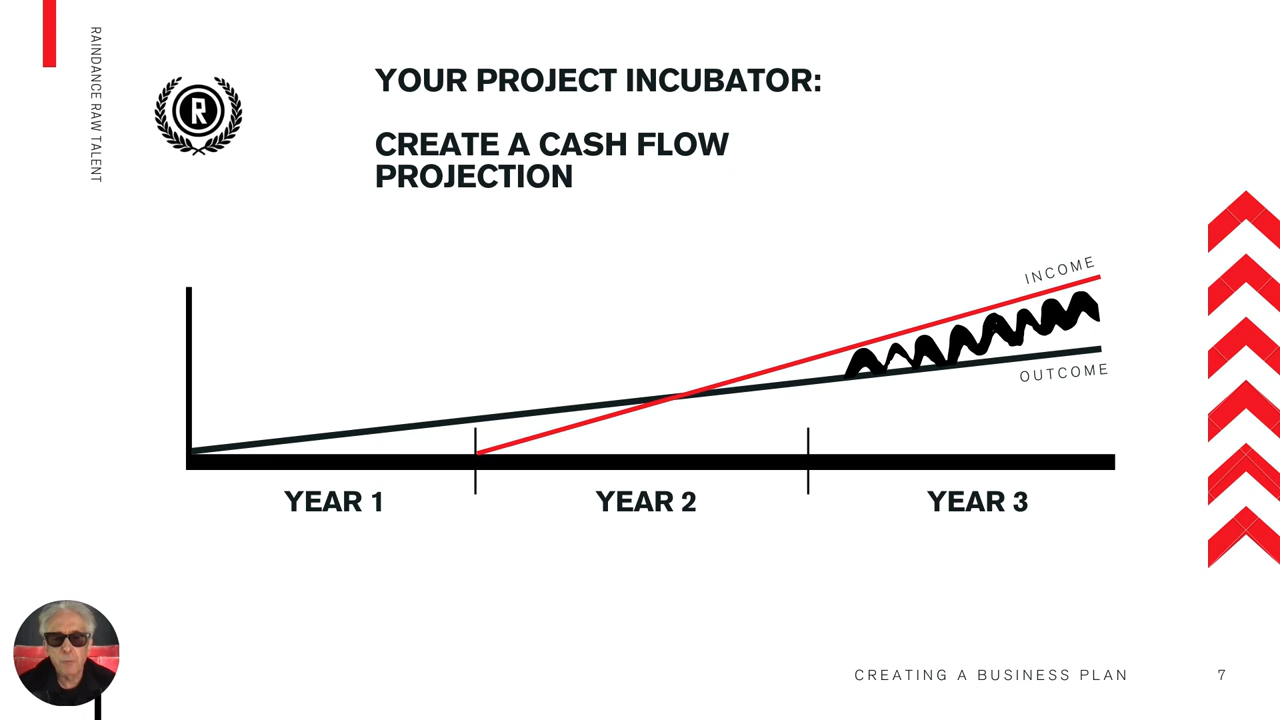 RAINDANCE RAW TALENT
R
YOUR PROJECT INCUBATOR:
CREATE A CASH FLOW
PROJECTION
INCOME
OUTCOME
YEAR 1
YEAR 2
YEAR 3
CREATING A BUSINESS PLAN
7